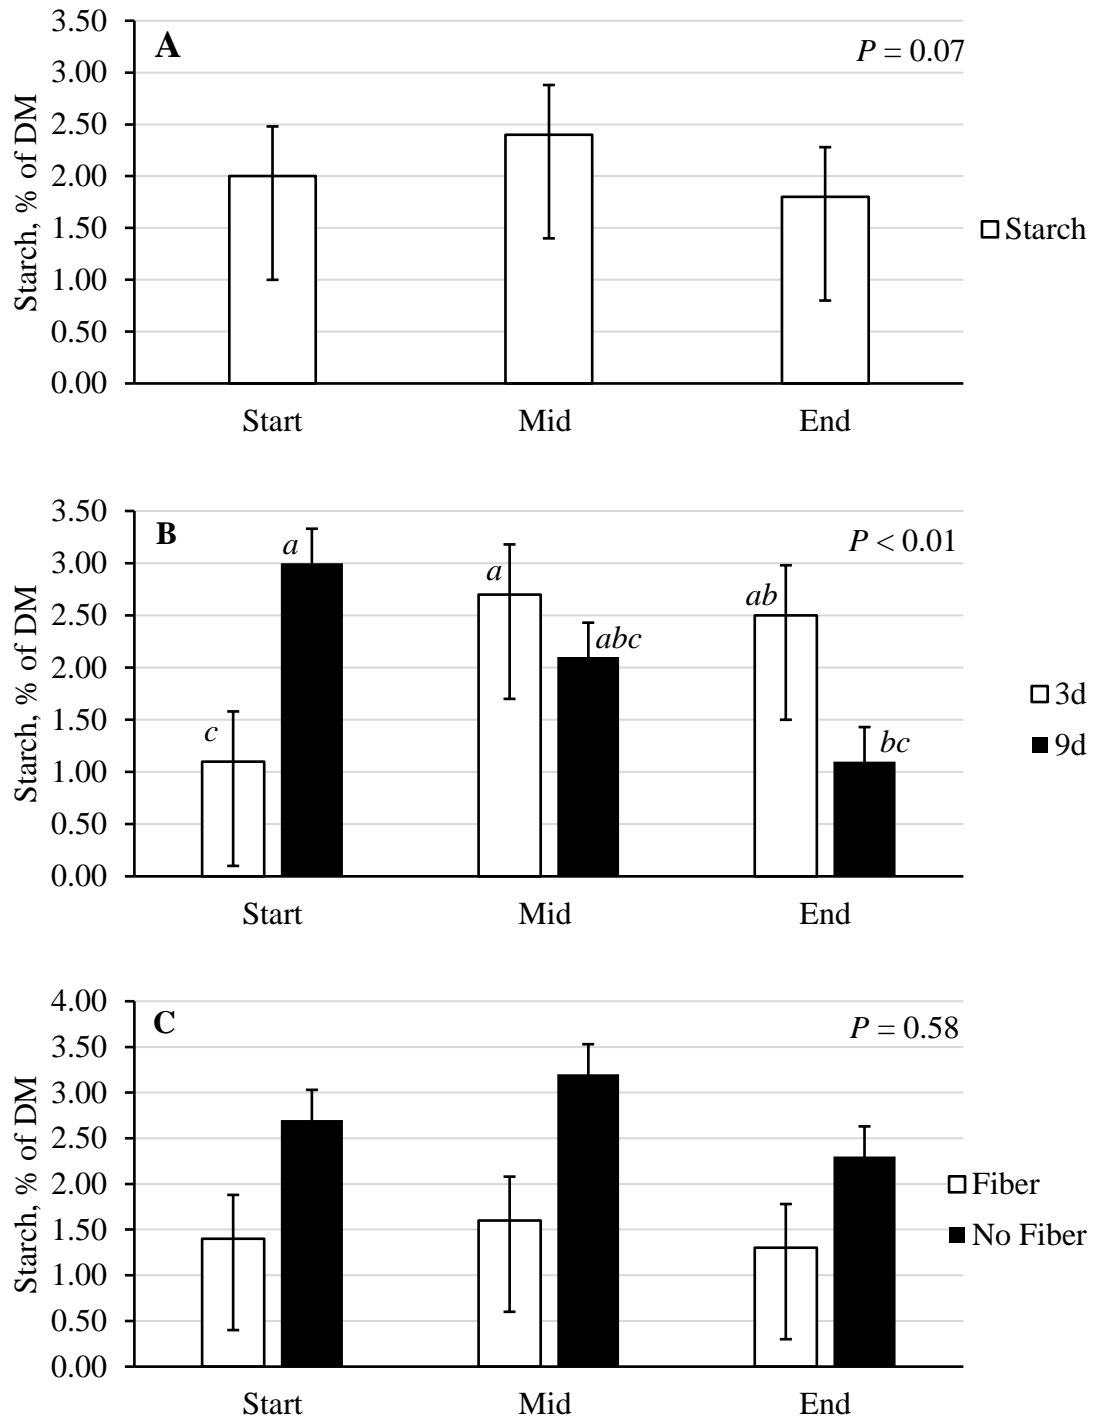 3.50
A
P = 0.07
3.00
2.50
2.00
1.50
1.00
0.50
0.00
Starch, % of DM
Start Mid End
Starch
3.50
B
P < 0.01
3.00
2.50
2.00
1.50
1.00
0.50
0.00
Starch, % of DM
c a a abc ab bc
Start Mid End
3d
9d
4.00
C
P = 0.58
3.50
3.00
2.50
2.00
1.50
1.00
0.50
0.00
Starch, % of DM
Start Mid End
Fiber
No Fiber